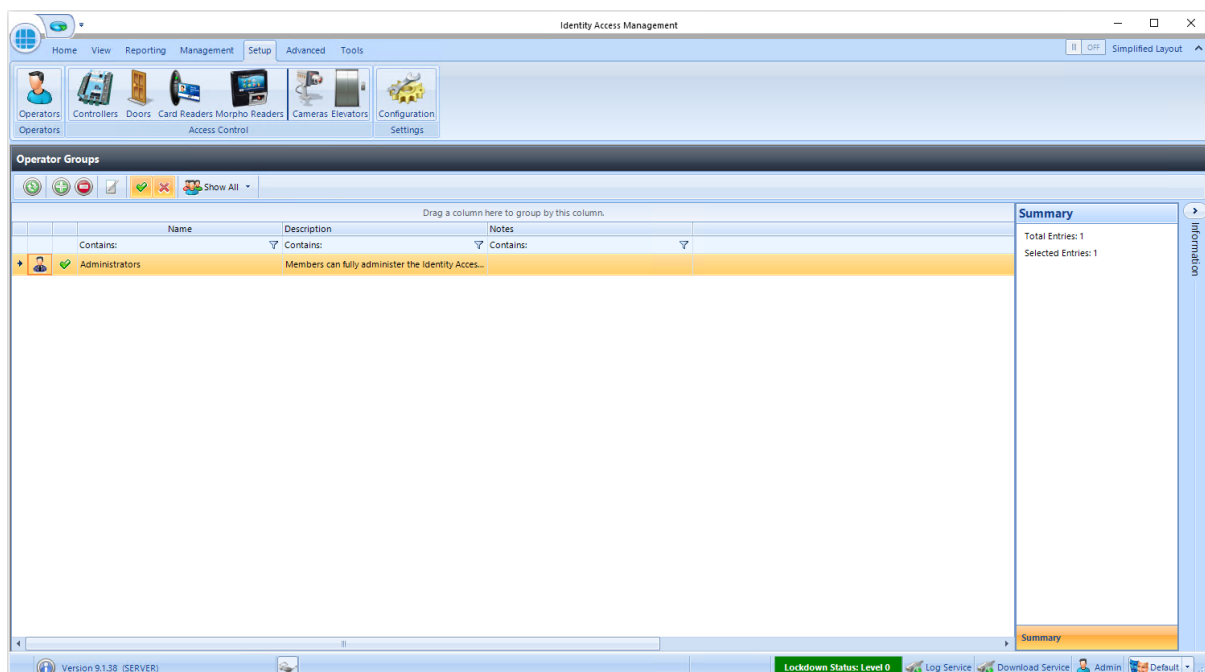 Identity Access Management
Home View Reporting Management Setup Advanced Tools
OFF Simplified Layout
Operators Controllers Doors Card Readers Morpho Readers Cameras Elevators Configuration
Operators Access Control Settings
Operator Groups
Show All
Drag a column here to group by this column.
Name Description Notes
Contains: Contains: Contains:
Administrators Members can fully administer the Identity Acces...
Summary
Total Entries: 1
Selected Entries: 1
Information
Summary
Version 9.1.38 (SERVER) Lockdown Status: Level 0 Log Service Download Service Admin Default